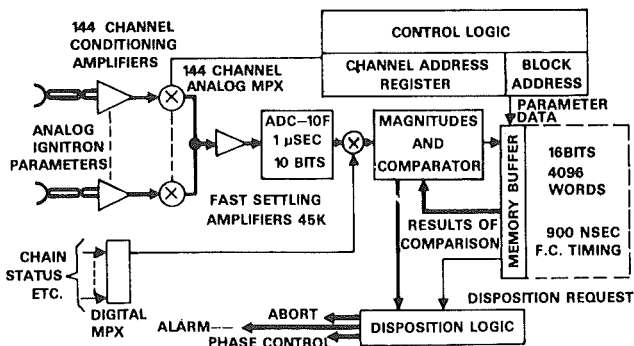 144 CHANNEL
CONDITIONING
AMPLIFIERS
CONTROL LOGIC
CHANNEL ADDRESS
REGISTER
BLOCK
ADDRESS
144 CHANNEL
ANALOG MPX
PARAMETER
DATA
ANALOG
IGNITRON
PARAMETERS
ADC-10F
1 µSEC
10 BITS
MAGNITUDES
AND
COMPARATOR
MEMORY BUFFER
16BITS
4096
WORDS
900 NSEC
F.C. TIMING
FAST SETTLING
AMPLIFIERS 45K
RESULTS OF
COMPARISON
CHAIN
STATUS
ETC.
DIGITAL
MPX
DISPOSITION REQUEST
ABORT
ALARM
PHASE CONTROL
DISPOSITION LOGIC